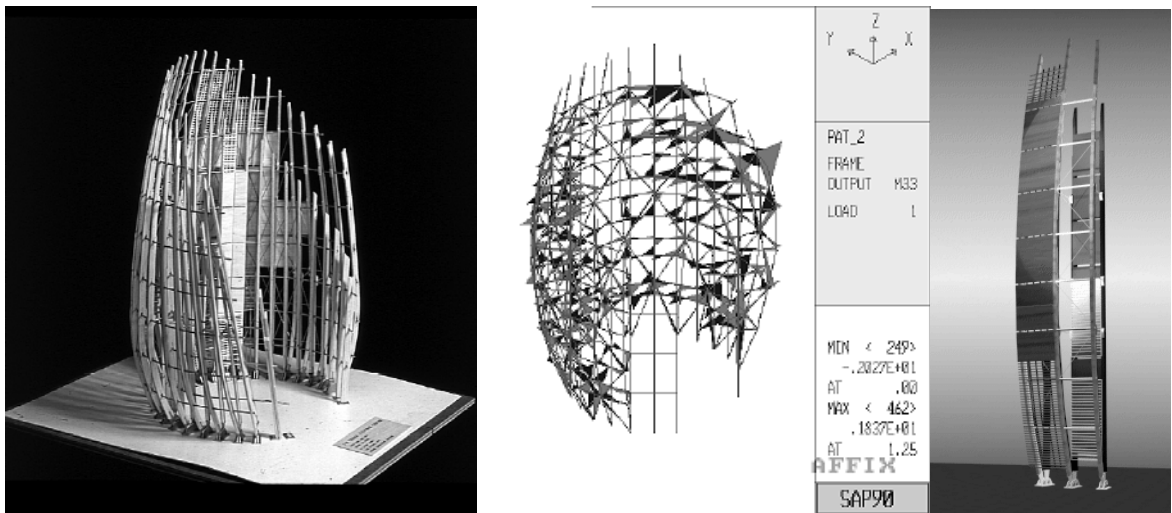 Z
Y X
PAT_2
FRAME
OUTPUT M33
LOAD 1
MIN < 249>
-.2027E+01
AT .00
MAX < 462>
.1837E+01
AT 1.25
AFFIX
SAP90